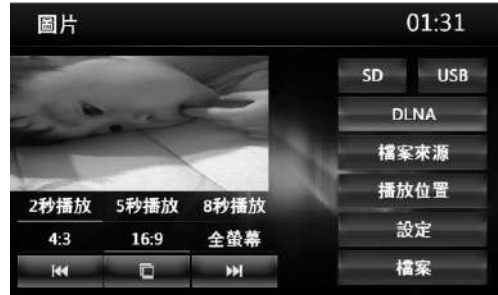 圖片 01:31
SD USB
DLNA
檔案來源
播放位置
設定
檔案
2秒播放 5秒播放 8秒播放
4:3 16:9 全螢幕